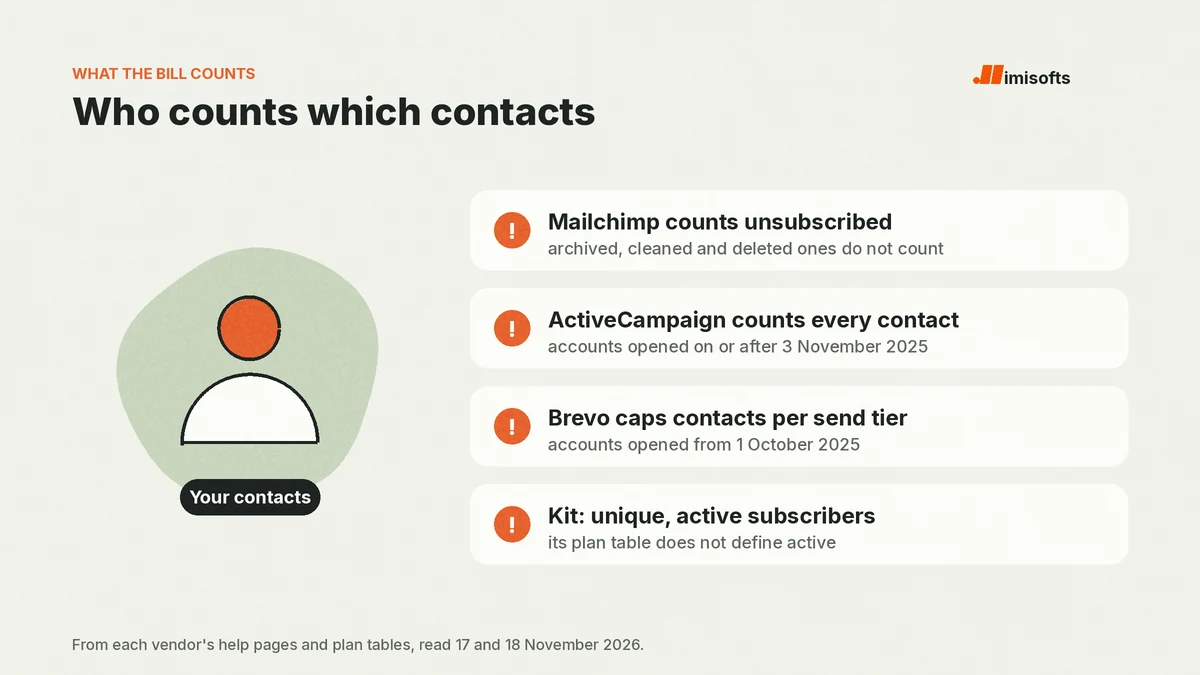 WHAT THE BILL COUNTS
Who counts which contacts
imisofts
Mailchimp counts unsubscribed
archived, cleaned and deleted ones do not count
ActiveCampaign counts every contact
accounts opened on or after 3 November 2025
Brevo caps contacts per send tier
accounts opened from 1 October 2025
Kit: unique, active subscribers
its plan table does not define active
Your contacts
From each vendor's help pages and plan tables, read 17 and 18 November 2026.